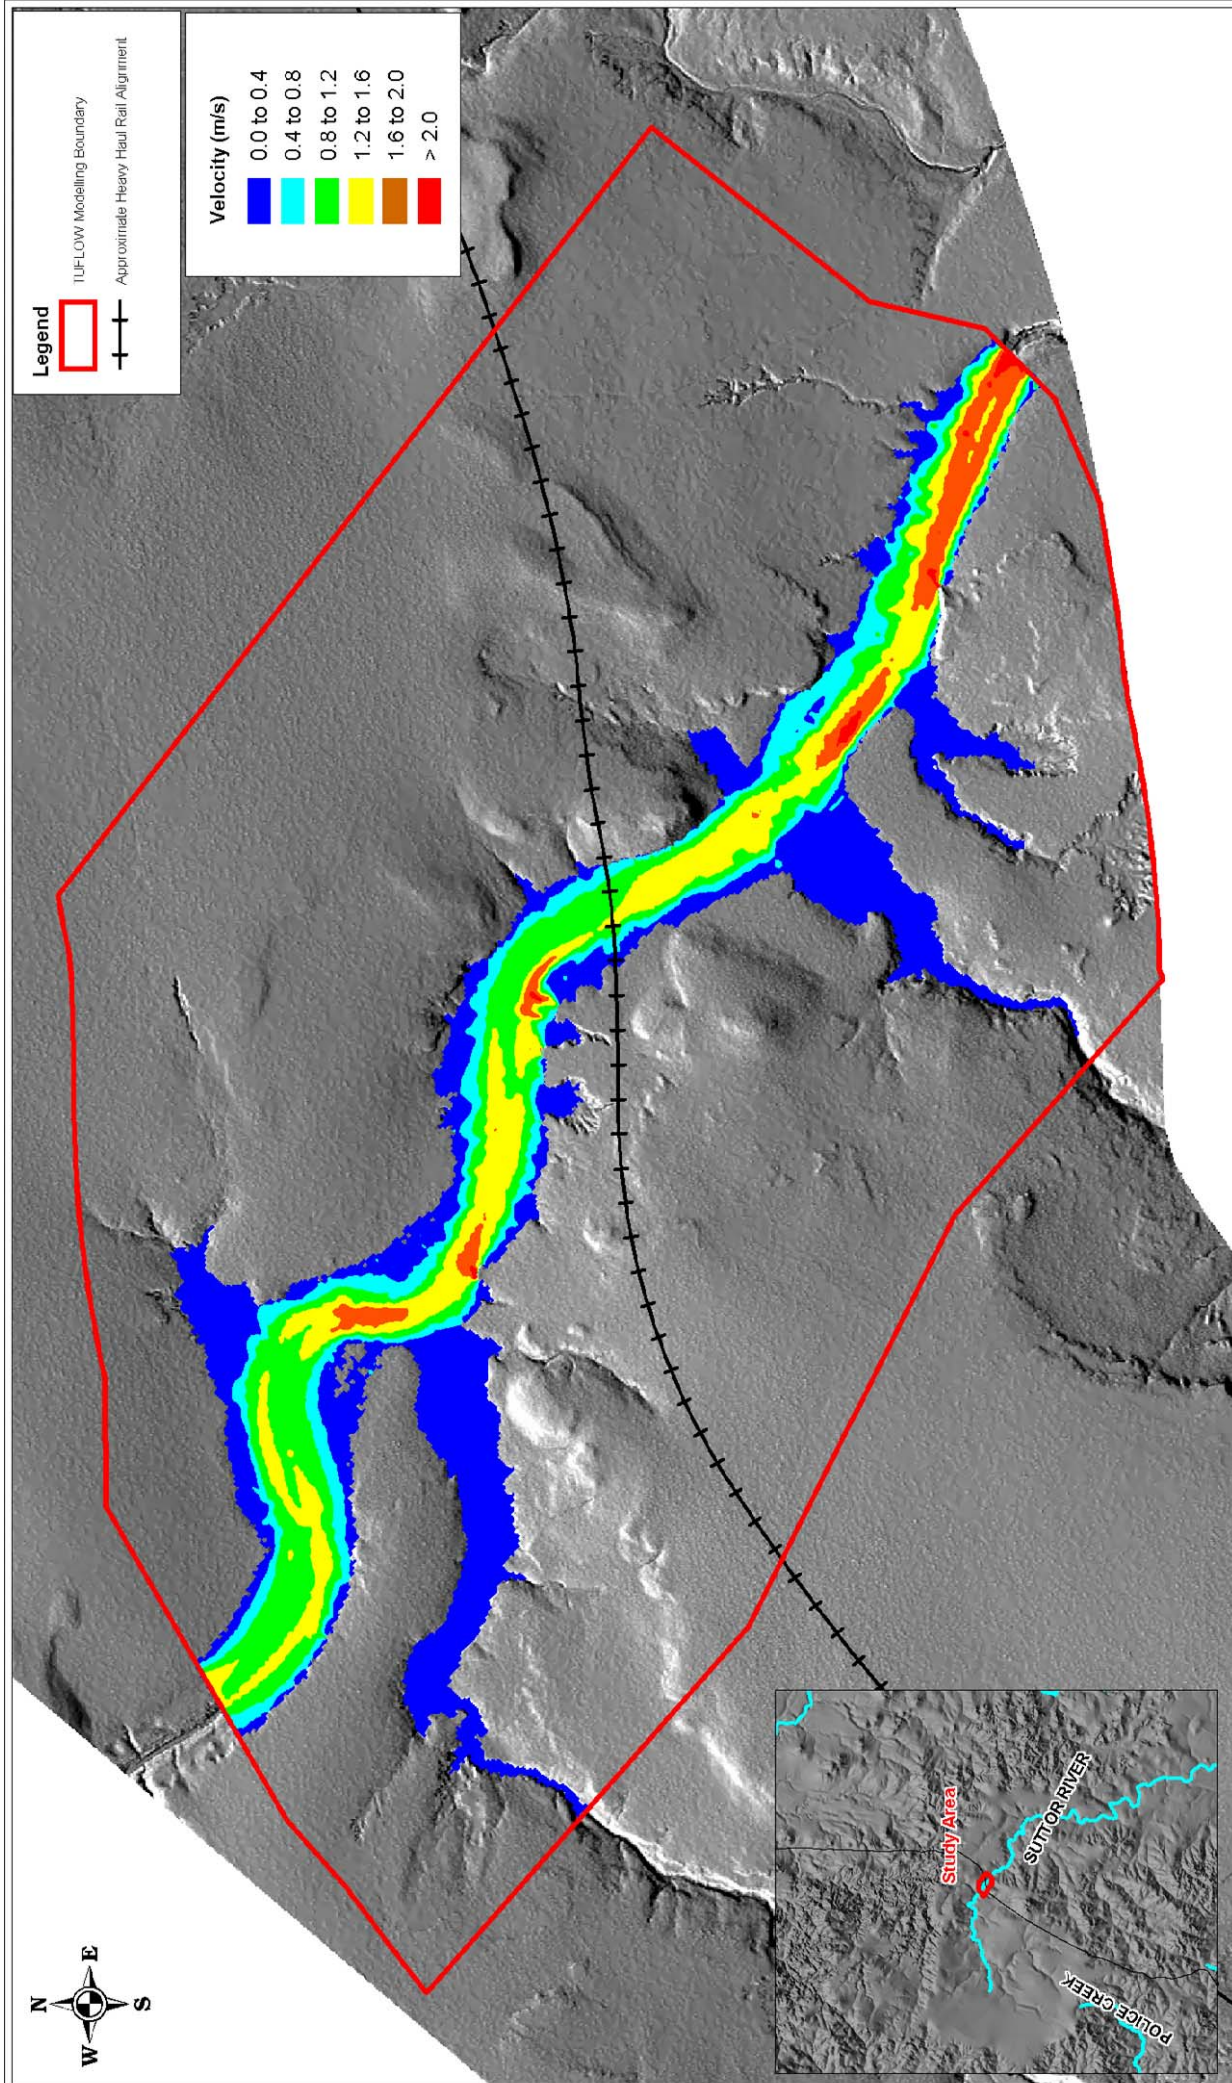 Legend
TUFLOW Modelling Boundary
Approximate Heavy Haul Rail Alignment
Velocity (m/s)
0.0 to 0.4
0.4 to 0.8
0.8 to 1.2
1.2 to 1.6
1.6 to 2.0
> 2.0
N
W
E
S
Study Area
SUTTOR RIVER
POLICE CREEK